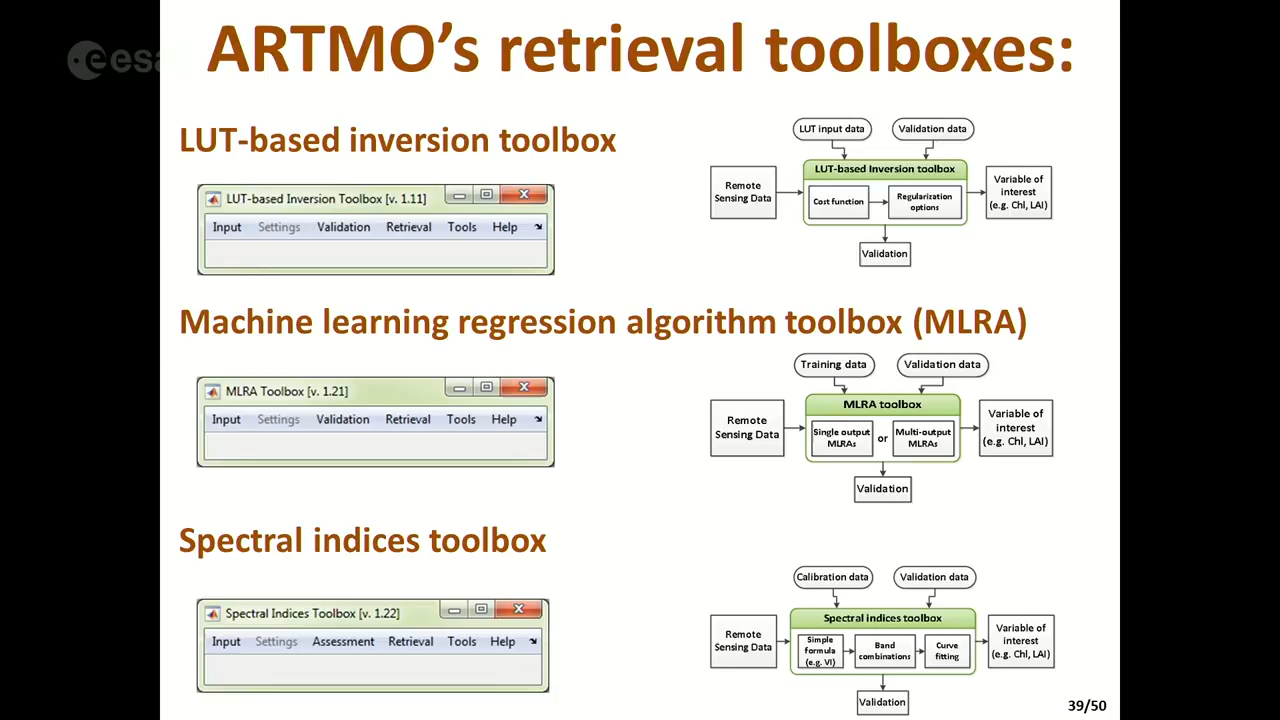 ARTMO's retrieval toolboxes:
esa
LUT-based inversion toolbox
LUT-based Inversion Toolbox [v. 1.11]
Input Settings Validation Retrieval Tools Help
LUT input data
Validation data
Remote
Sensing Data
LUT-based Inversion toolbox
Cost function
Regularization
options
Variable of
interest
(e.g. Chl, LAI)
Validation
Machine learning regression algorithm toolbox (MLRA)
MLRA Toolbox [v. 1.21]
Input Settings Validation Retrieval Tools Help
Training data
Validation data
Remote
Sensing Data
MLRA toolbox
Single output
MLRAs
or
Multi-output
MLRAs
Variable of
interest
(e.g. Chl, LAI)
Validation
Spectral indices toolbox
Spectral Indices Toolbox [v. 1.22]
Input Settings Assessment Retrieval Tools Help
Calibration data
Validation data
Remote
Sensing Data
Spectral indices toolbox
Simple
formula
(e.g. VI)
Band
combinations
Curve
fitting
Variable of
interest
(e.g. Chl, LAI)
Validation
39/50